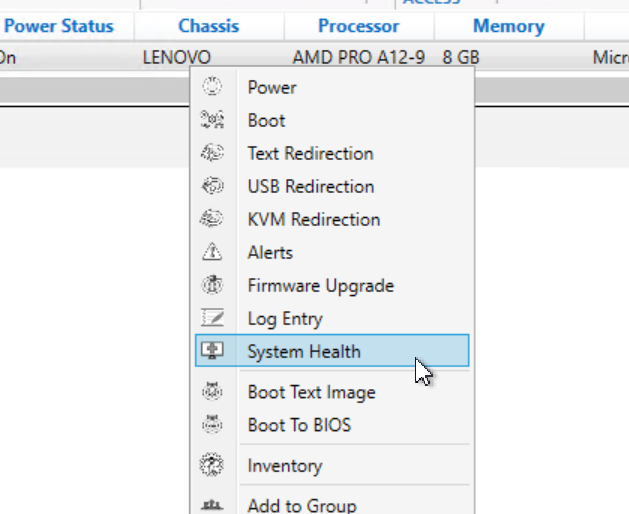 ACCESS
Power Status Chassis Processor Memory
On LENOVO AMD PRO A12-9 8 GB Micr
Power
Boot
Text Redirection
USB Redirection
KVM Redirection
Alerts
Firmware Upgrade
Log Entry
System Health
Boot Text Image
Boot To BIOS
Inventory
Add to Group